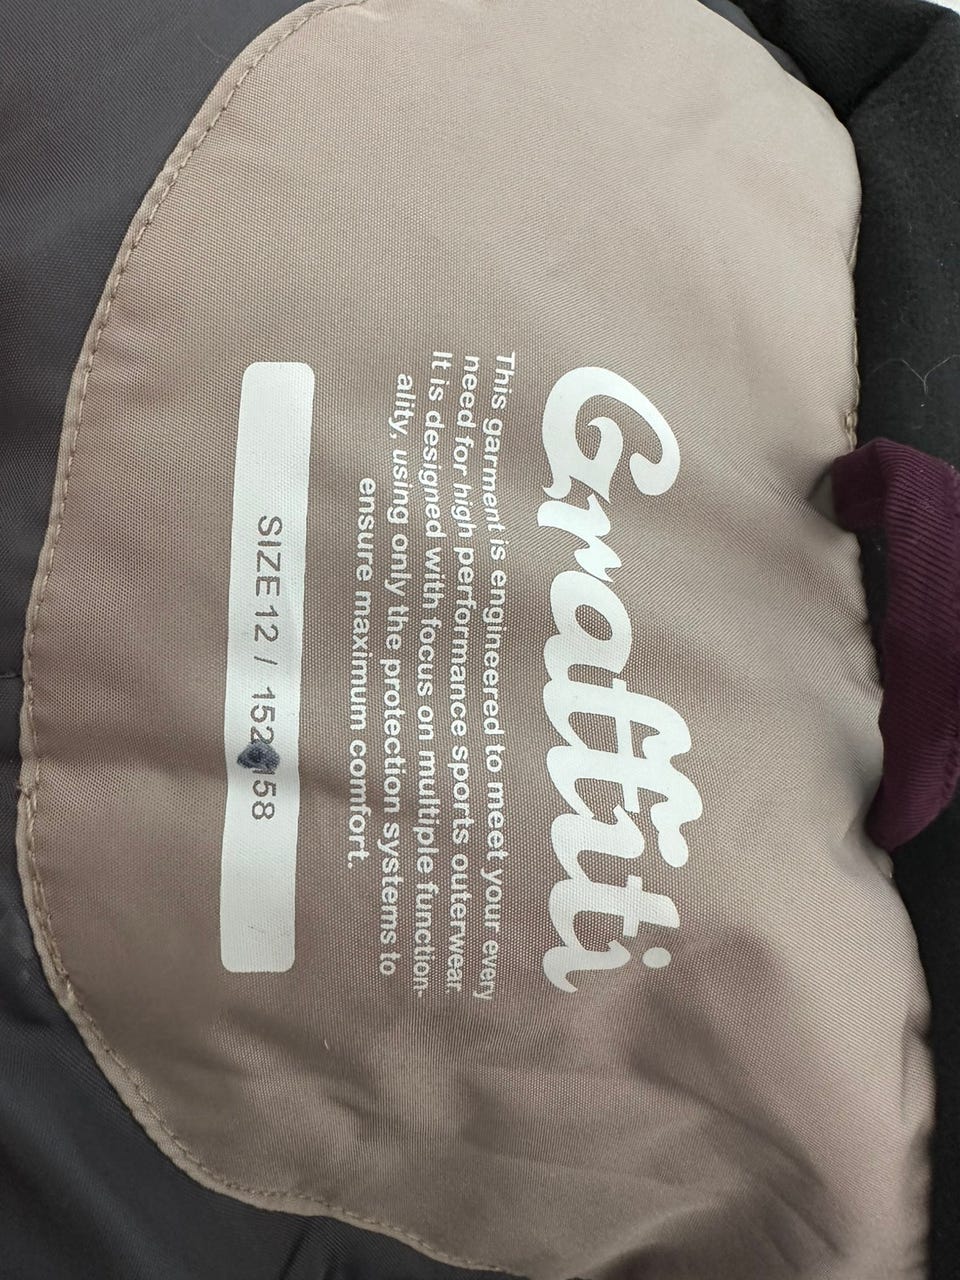 Graffiti
This garment is engineered to meet your every
need for high performance sports outerwear.
It is designed with focus on multiple function-
ality, using only the protection systems to
ensure maximum comfort.
SIZE 12 / 152 158